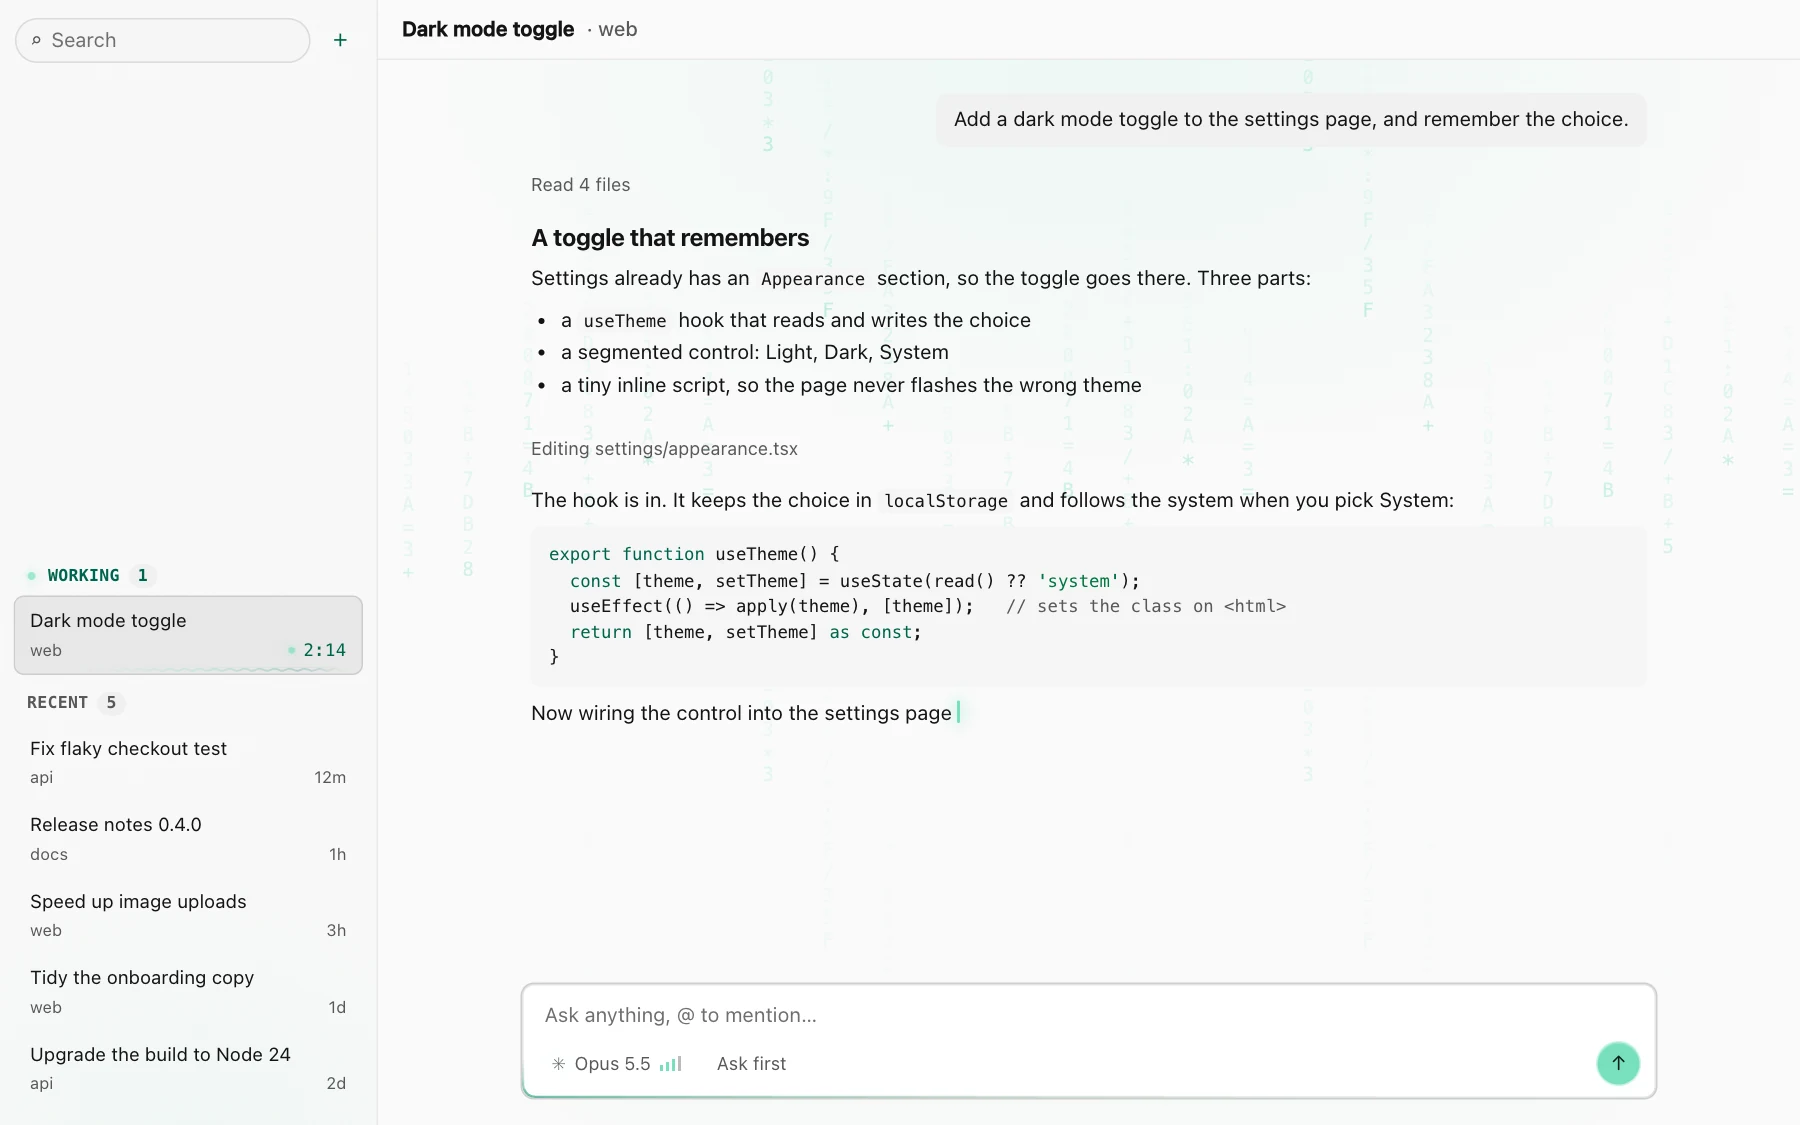 Search
+
WORKING 1
Dark mode toggle
web 2:14
RECENT 5
Fix flaky checkout test
api 12m
Release notes 0.4.0
docs 1h
Speed up image uploads
web 3h
Tidy the onboarding copy
web 1d
Upgrade the build to Node 24
api 2d
Dark mode toggle · web
Add a dark mode toggle to the settings page, and remember the choice.
Read 4 files
A toggle that remembers
Settings already has an Appearance section, so the toggle goes there. Three parts:
• a useTheme hook that reads and writes the choice
• a segmented control: Light, Dark, System
• a tiny inline script, so the page never flashes the wrong theme
Editing settings/appearance.tsx
The hook is in. It keeps the choice in localStorage and follows the system when you pick System:
export function useTheme() {
  const [theme, setTheme] = useState(read() ?? 'system');
  useEffect(() => apply(theme), [theme]);   // sets the class on <html>
  return [theme, setTheme] as const;
}
Now wiring the control into the settings page
Ask anything, @ to mention...
Opus 5.5 Ask first